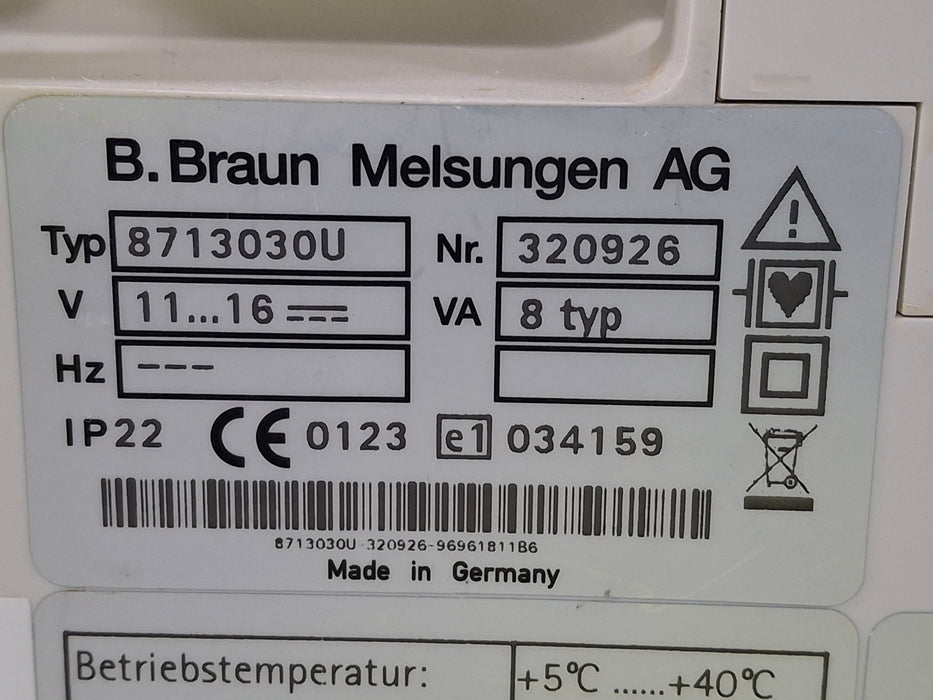 B. Braun Melsungen AG
Typ 8713030U Nr. 320926
V 11...16 VA 8 typ
Hz ---
IP22 CE 0123 e1 034159
8713030U-320926-96961811B6
Made in Germany
Betriebstemperatur: +5°C ......+40°C